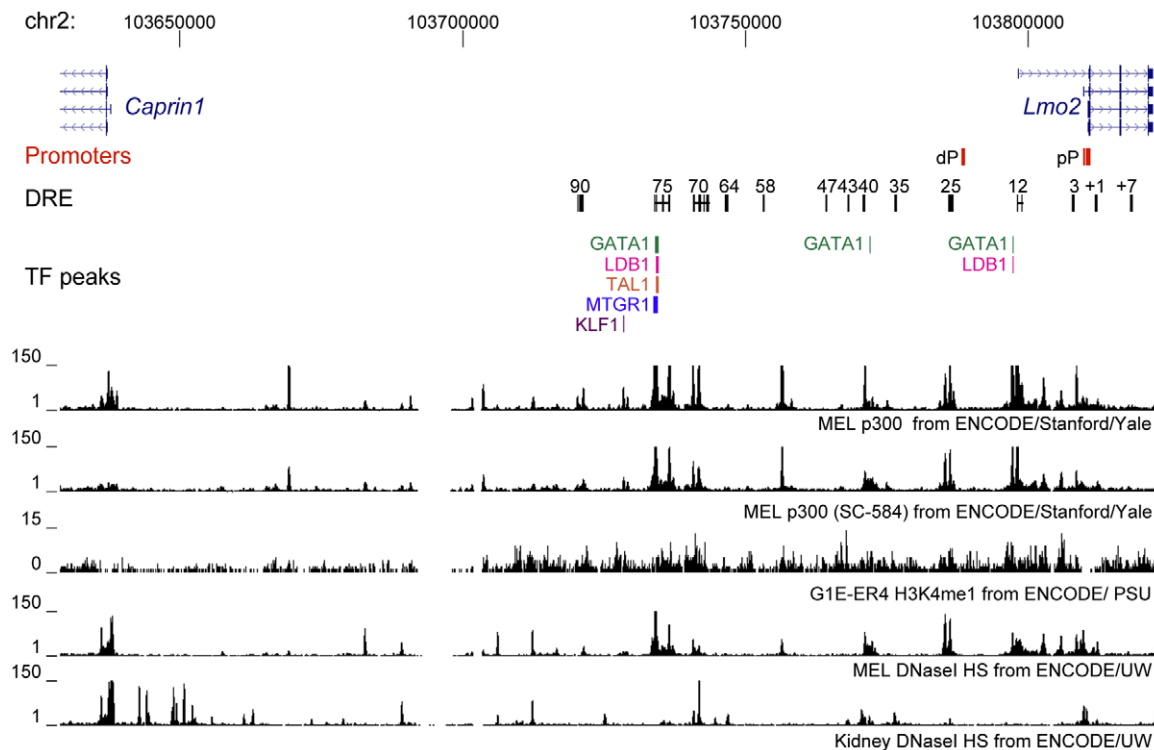 chr2: 103650000 103700000 103750000 103800000
Caprin1 Lmo2
Promoters dP pP
DRE 90 75 70 64 58 47 43 40 35 25 12 3 +1 +7
GATA1 GATA1 GATA1
LDB1 LDB1
TF peaks TAL1
MTGR1
KLF1
150
1
MEL p300 from ENCODE/Stanford/Yale
150
1
MEL p300 (SC-584) from ENCODE/Stanford/Yale
15
0
G1E-ER4 H3K4me1 from ENCODE/ PSU
150
1
MEL DNaseI HS from ENCODE/UW
150
1
Kidney DNaseI HS from ENCODE/UW